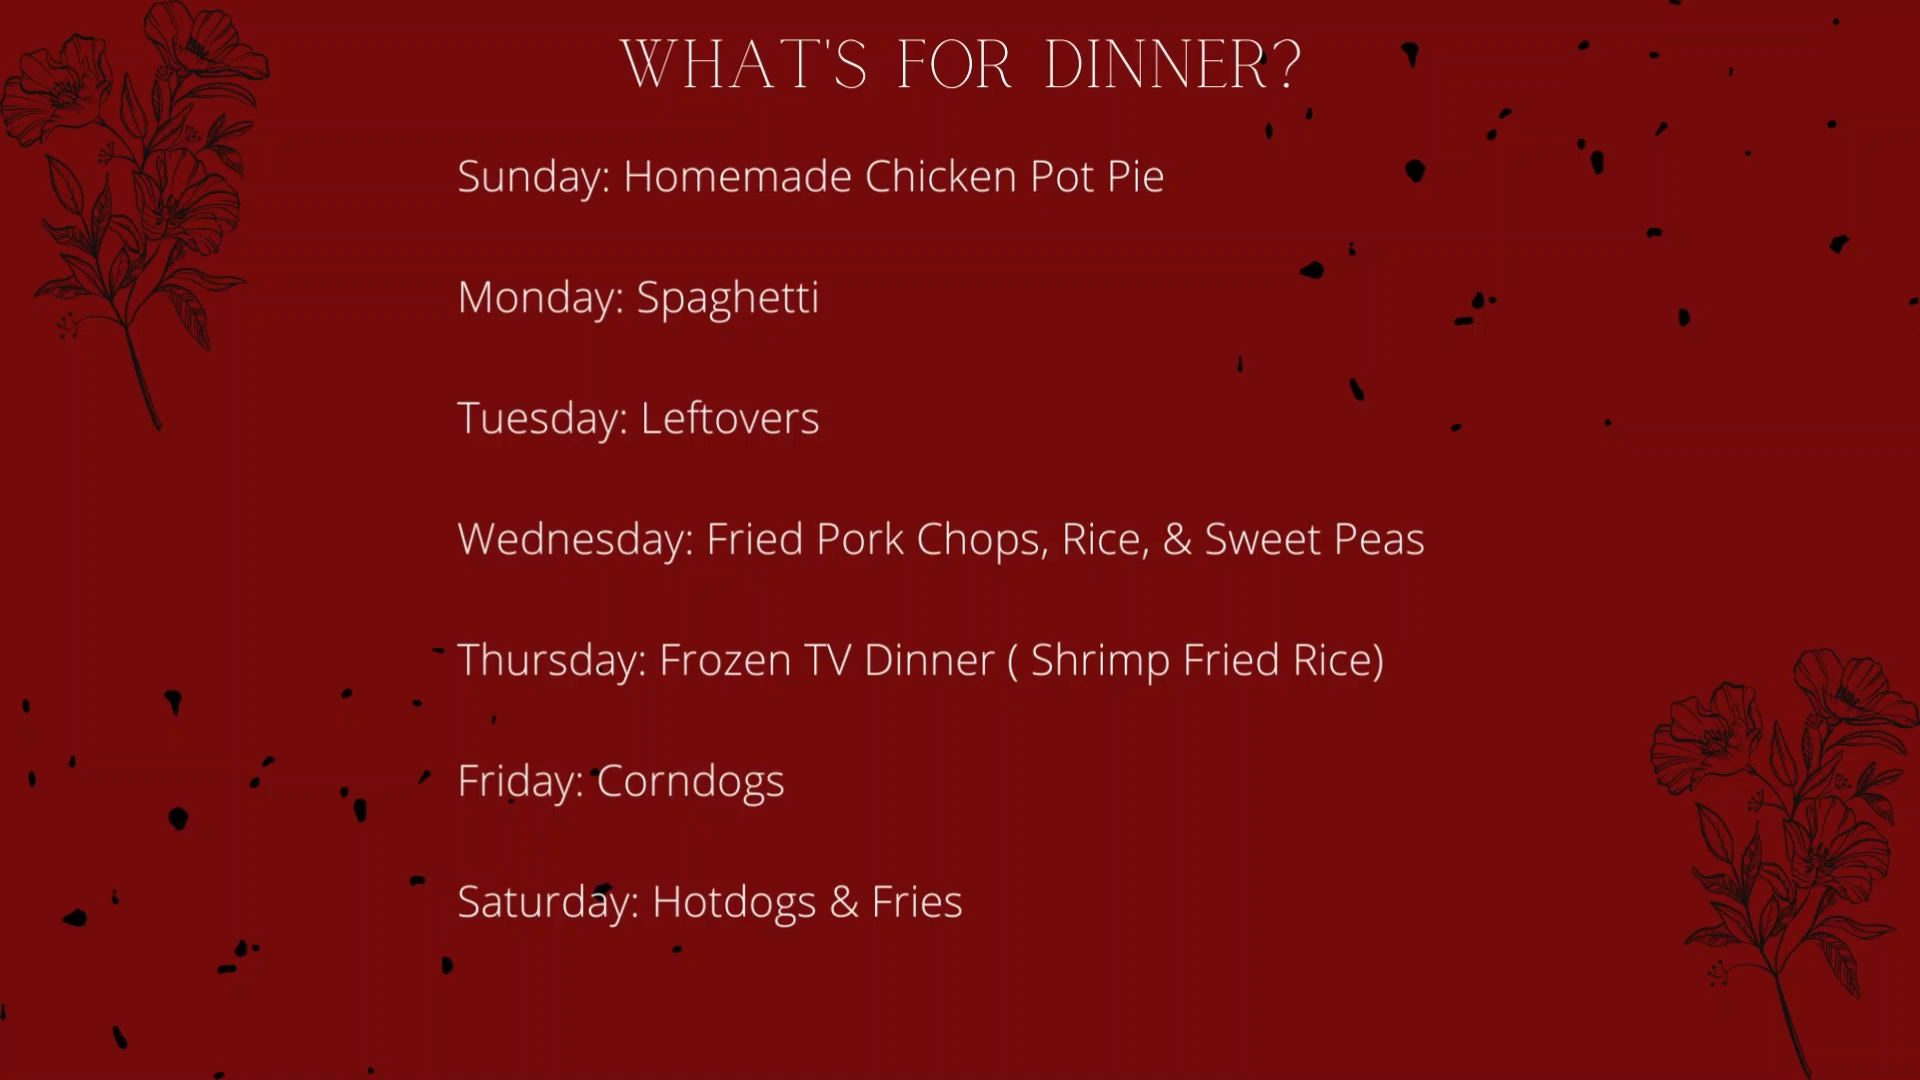 WHAT'S FOR DINNER?
Sunday: Homemade Chicken Pot Pie
Monday: Spaghetti
Tuesday: Leftovers
Wednesday: Fried Pork Chops, Rice, & Sweet Peas
Thursday: Frozen TV Dinner ( Shrimp Fried Rice)
Friday: Corndogs
Saturday: Hotdogs & Fries